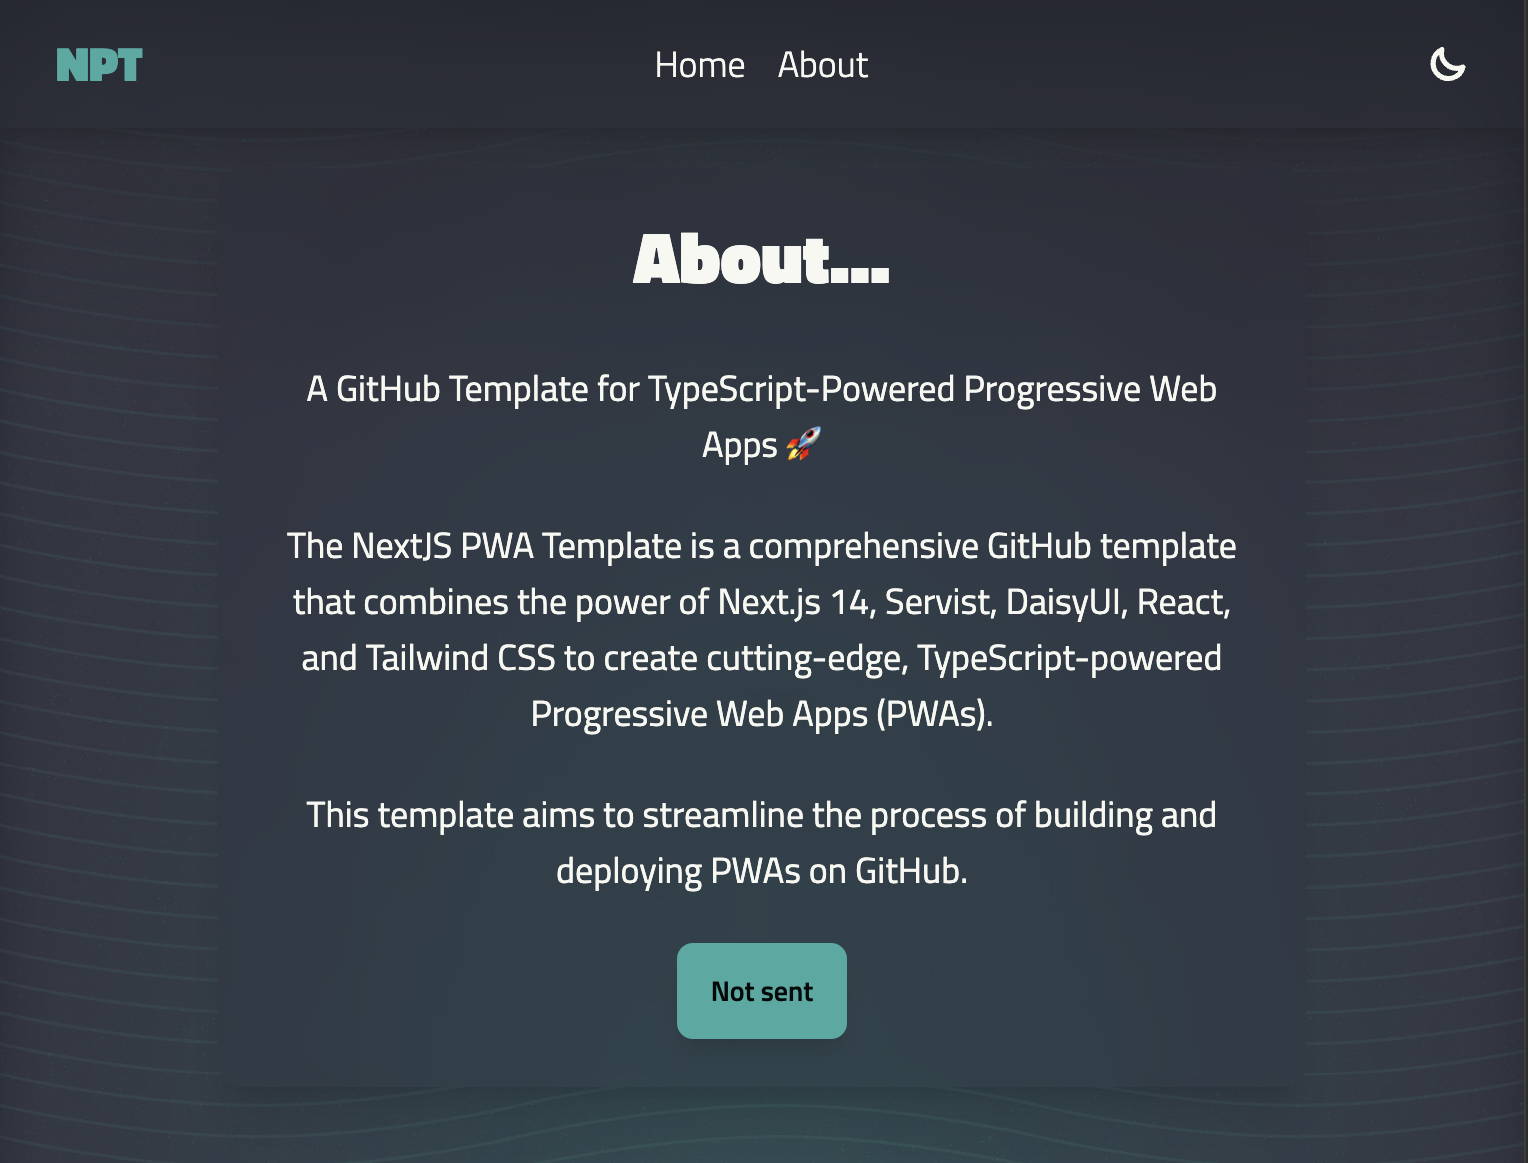 NPT
Home About
About...
A GitHub Template for TypeScript-Powered Progressive Web
Apps 🚀
The NextJS PWA Template is a comprehensive GitHub template
that combines the power of Next.js 14, Servist, DaisyUI, React,
and Tailwind CSS to create cutting-edge, TypeScript-powered
Progressive Web Apps (PWAs).
This template aims to streamline the process of building and
deploying PWAs on GitHub.
Not sent